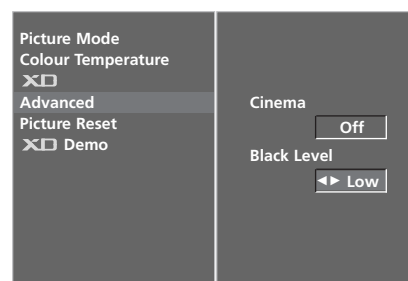 Picture Mode
Colour Temperature
XD
Advanced
Picture Reset
XD Demo
Cinema
Off
Black Level
◄► Low